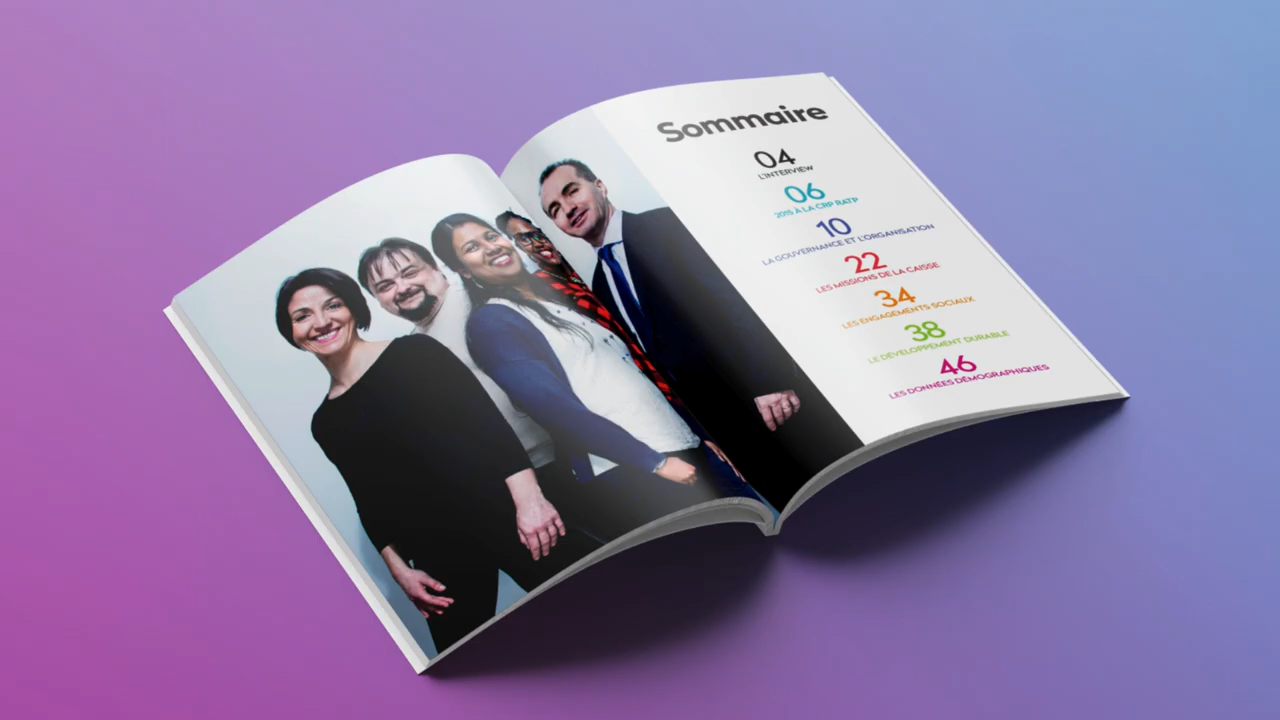 Sommaire
04
L'INTERVIEW
06
2015 À LA CRP RATP
10
LA GOUVERNANCE ET L'ORGANISATION
22
LES MISSIONS DE LA CAISSE
34
LES ENGAGEMENTS SOCIAUX
38
LE DÉVELOPPEMENT DURABLE
46
LES DONNÉES DÉMOGRAPHIQUES